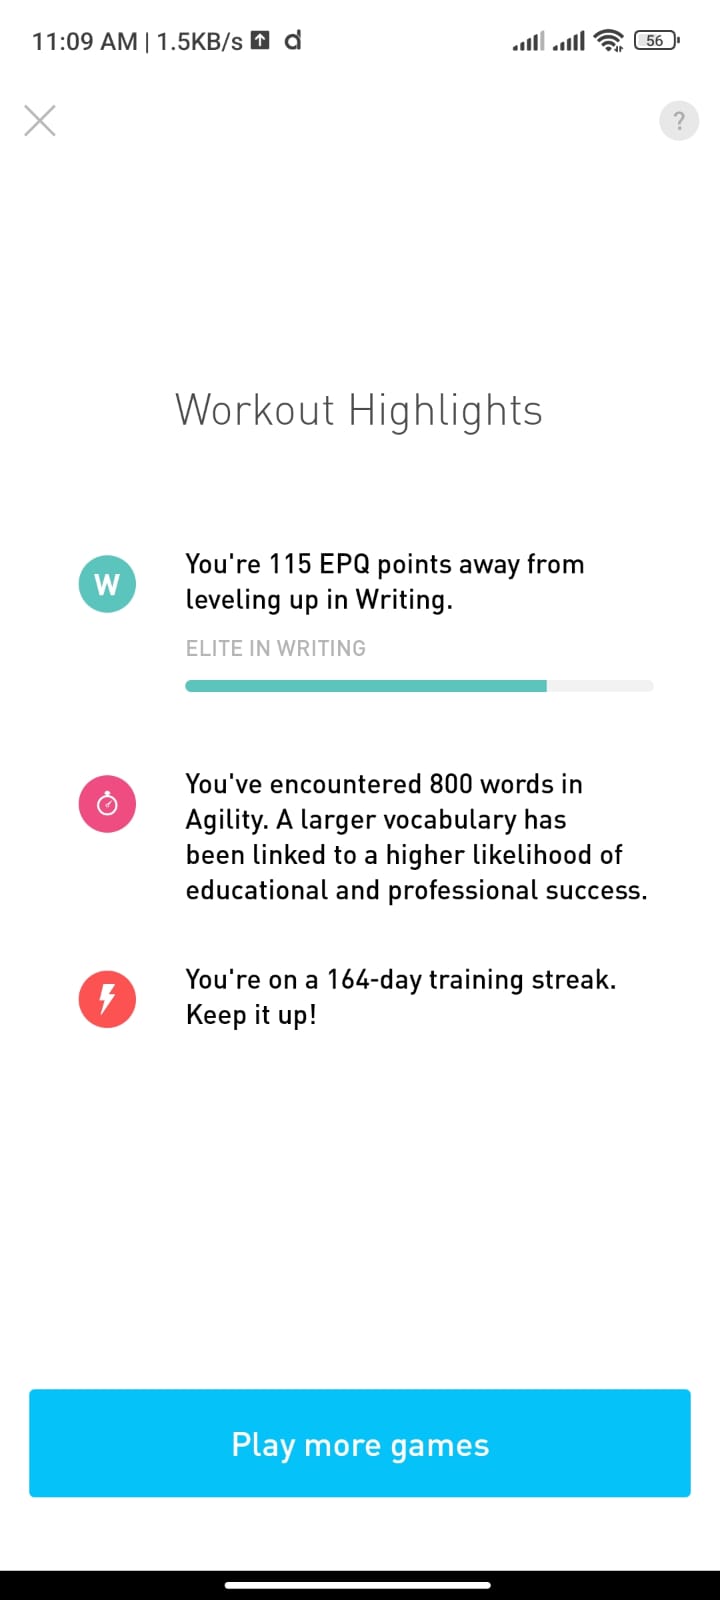 11:09 AM | 1.5KB/s d 56
?
Workout Highlights
W
You're 115 EPQ points away from
leveling up in Writing.
ELITE IN WRITING
You've encountered 800 words in
Agility. A larger vocabulary has
been linked to a higher likelihood of
educational and professional success.
You're on a 164-day training streak.
Keep it up!
Play more games